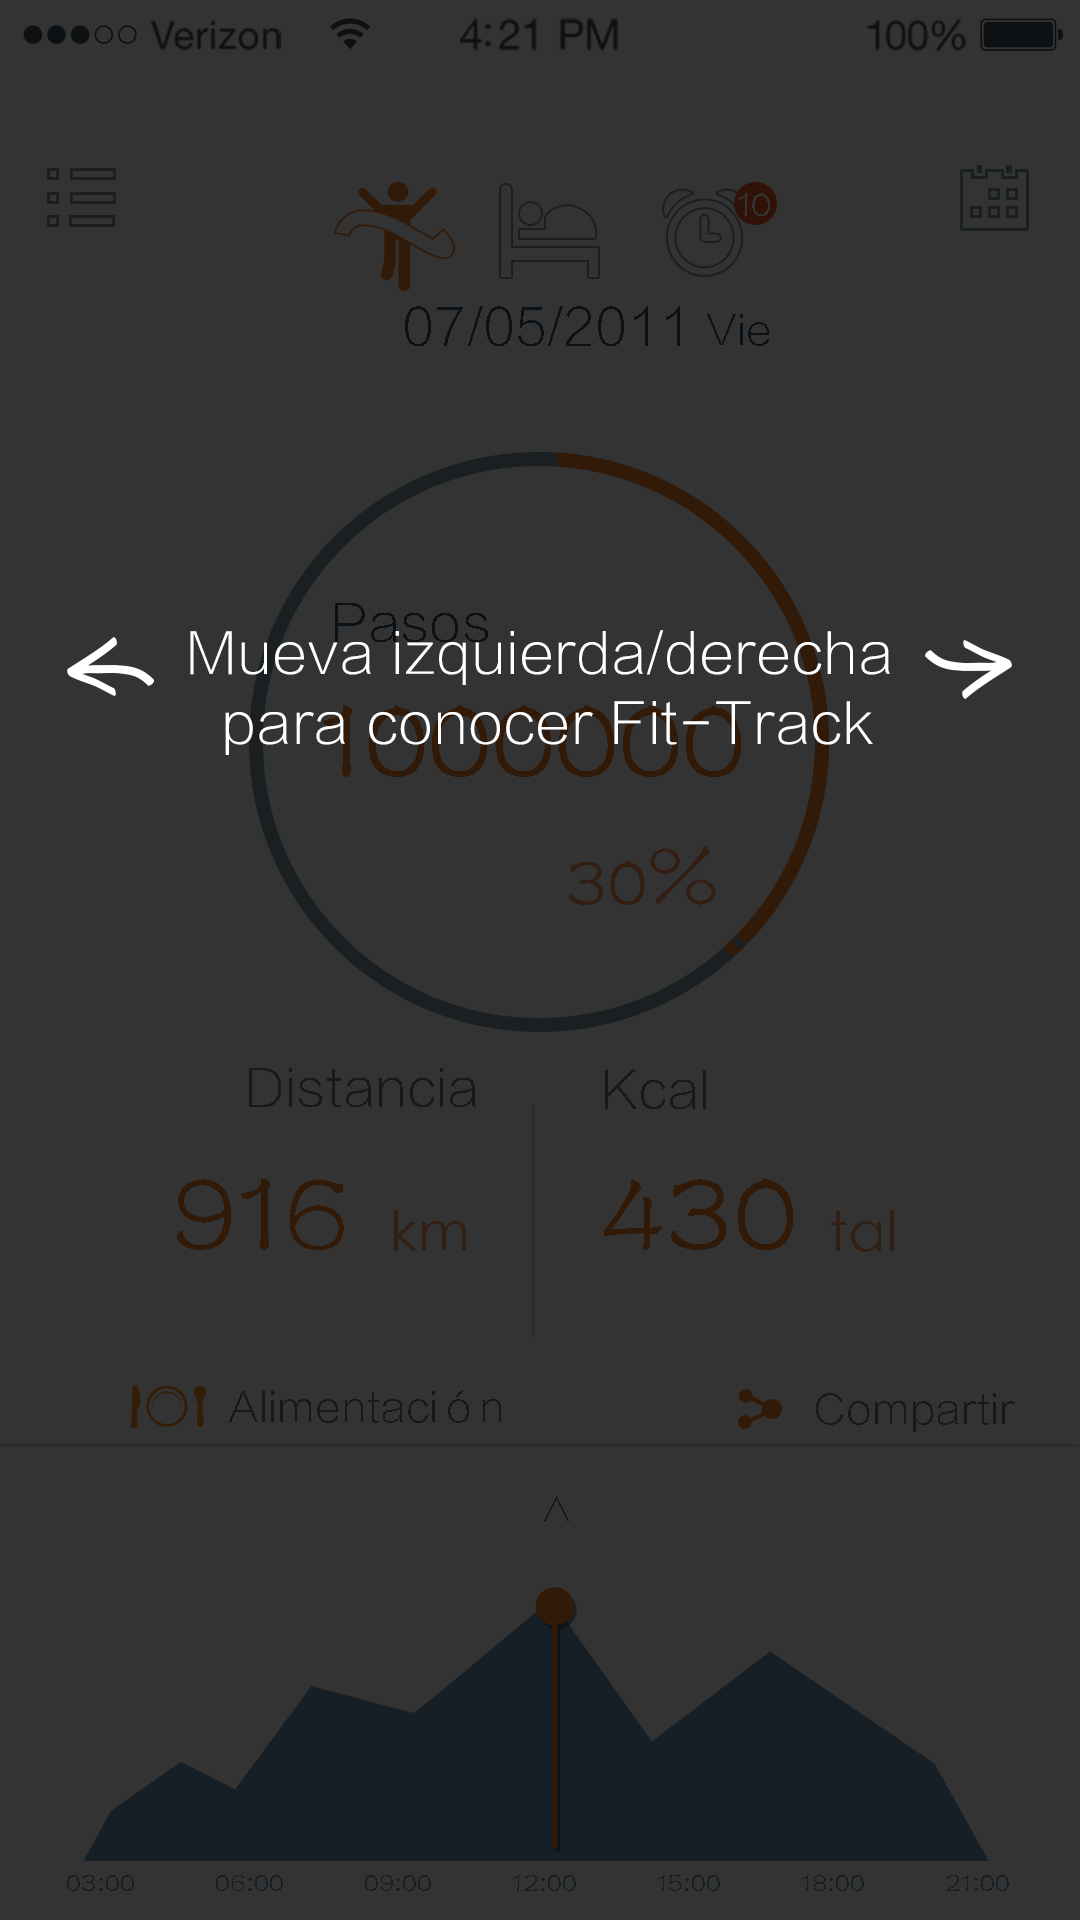 Verizon 4:21 PM 100%
10
07/05/2011 Vie
Pasos
Mueva izquierda/derecha
para conocer Fit-Track
1000000
30%
Distancia Kcal
916 km 430 tal
Alimentación Compartir
03:00 06:00 09:00 12:00 15:00 18:00 21:00